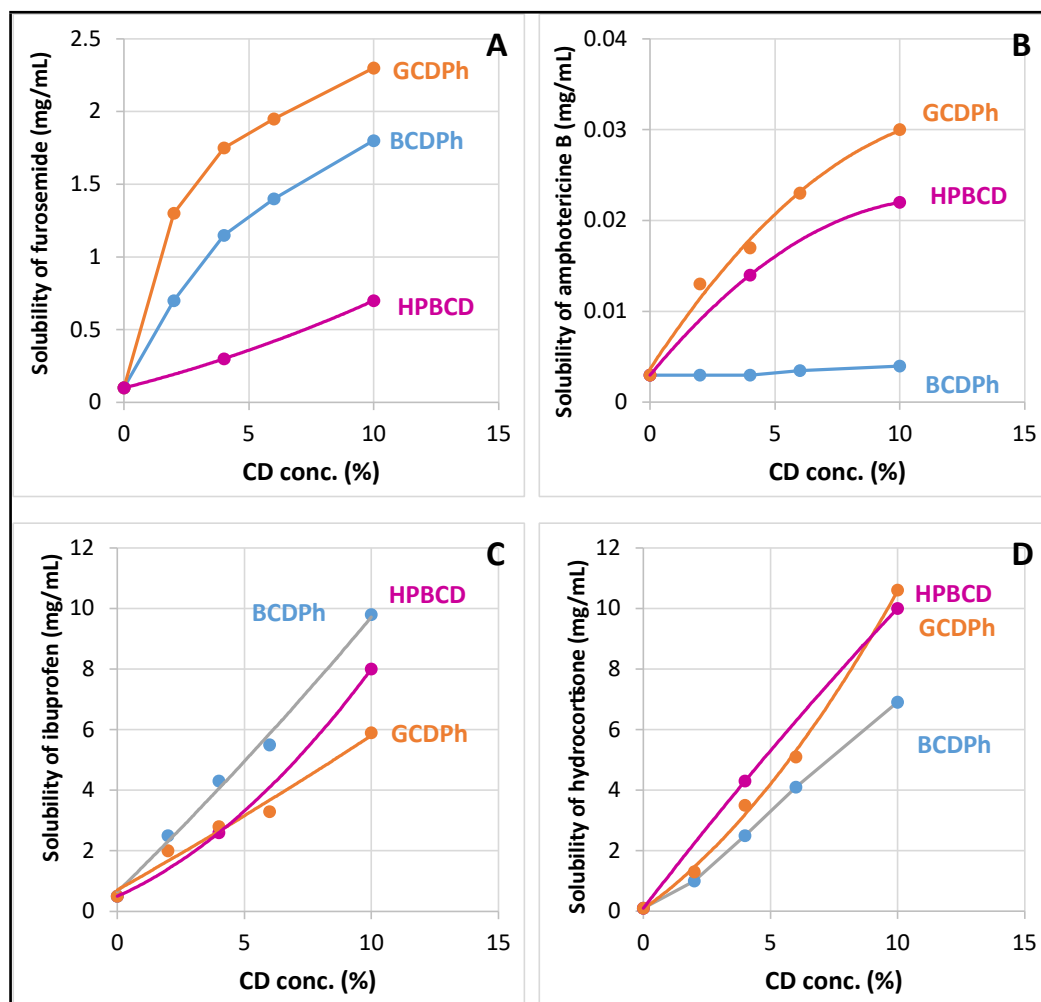 A
Solubility of furosemide (mg/mL)
2.5
2
1.5
1
0.5
0
GCDPh
BCDPh
HPBCD
0 5 10 15
CD conc. (%)
B
Solubility of amphotericine B (mg/mL)
0.04
0.03
0.02
0.01
0.00
GCDPh
HPBCD
BCDPh
0 5 10 15
CD conc. (%)
C
Solubility of ibuprofen (mg/mL)
12
10
8
6
4
2
0
HPBCD
BCDPh
GCDPh
0 5 10 15
CD conc. (%)
D
Solubility of hydrocortisone (mg/mL)
12
10
8
6
4
2
0
HPBCD
GCDPh
BCDPh
0 5 10 15
CD conc. (%)